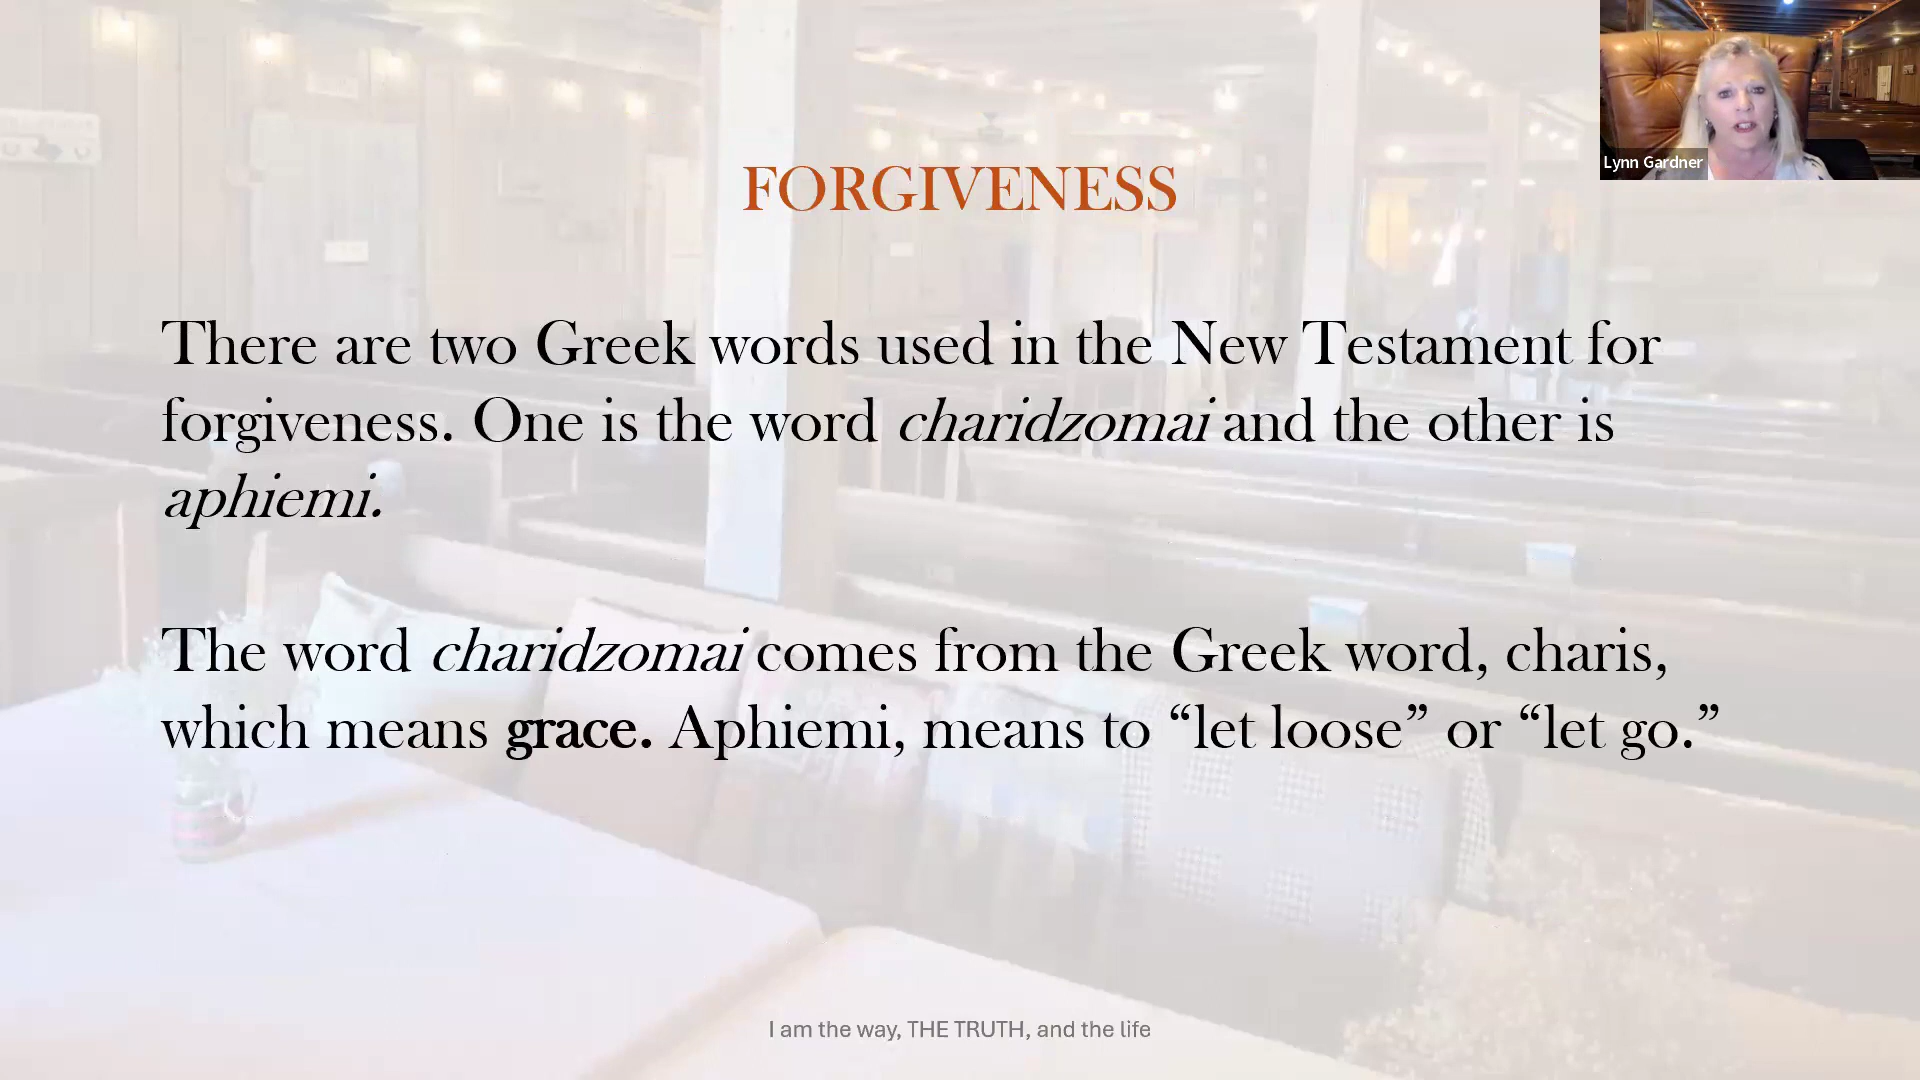 Lynn Gardner
FORGIVENESS
There are two Greek words used in the New Testament for
forgiveness. One is the word charidzomai and the other is
aphiemi.
The word charidzomai comes from the Greek word, charis,
which means grace. Aphiemi, means to “let loose” or “let go.”
I am the way, THE TRUTH, and the life